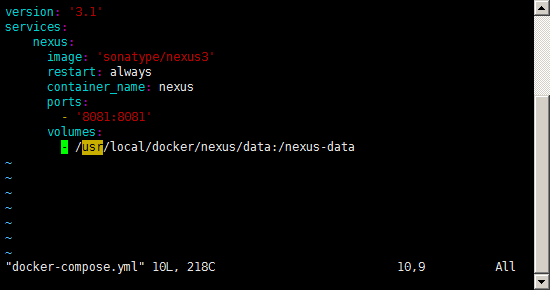 version: '3.1'
services:
    nexus:
      image: 'sonatype/nexus3'
      restart: always
      container_name: nexus
      ports:
        - '8081:8081'
      volumes:
        - /usr/local/docker/nexus/data:/nexus-data
~
~
~
~
~
~
~
"docker-compose.yml" 10L, 218C 10,9 All